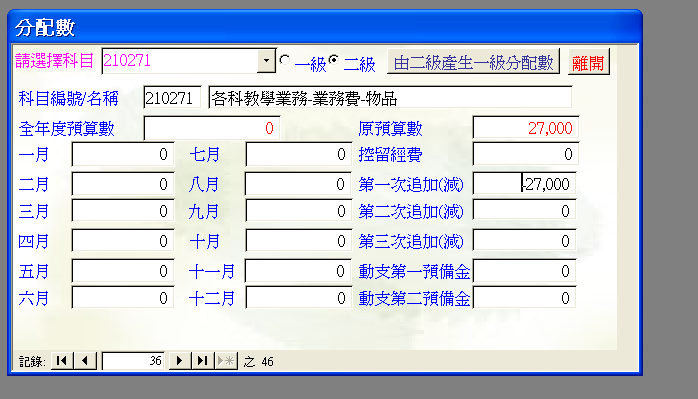 分配數
請選擇科目 210271 一級 二級 由二級產生一級分配數 離開
科目編號/名稱 210271 各科教學業務-業務費-物品
全年度預算數 0 原預算數 27,000
一月 0 七月 0 控留經費 0
二月 0 八月 0 第一次追加(減) -27,000
三月 0 九月 0 第二次追加(減) 0
四月 0 十月 0 第三次追加(減) 0
五月 0 十一月 0 動支第一預備金 0
六月 0 十二月 0 動支第二預備金 0
記錄: 36 之 46